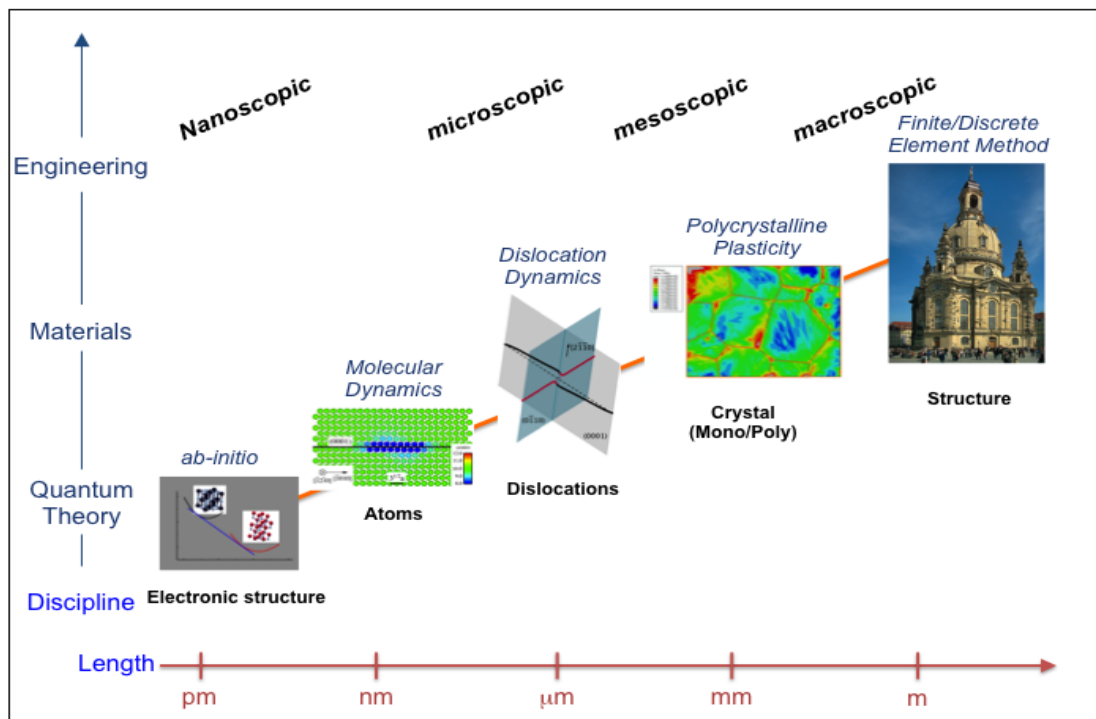 Nanoscopic
microscopic
mesoscopic
macroscopic
Finite/Discrete
Element Method
Engineering
Polycrystalline
Plasticity
Dislocation
Dynamics
Materials
Molecular
Dynamics
Structure
Crystal
(Mono/Poly)
(0001)
ab-initio
Quantum
Theory
Atoms
Dislocations
Discipline
Electronic structure
Length
pm
nm
μm
mm
m